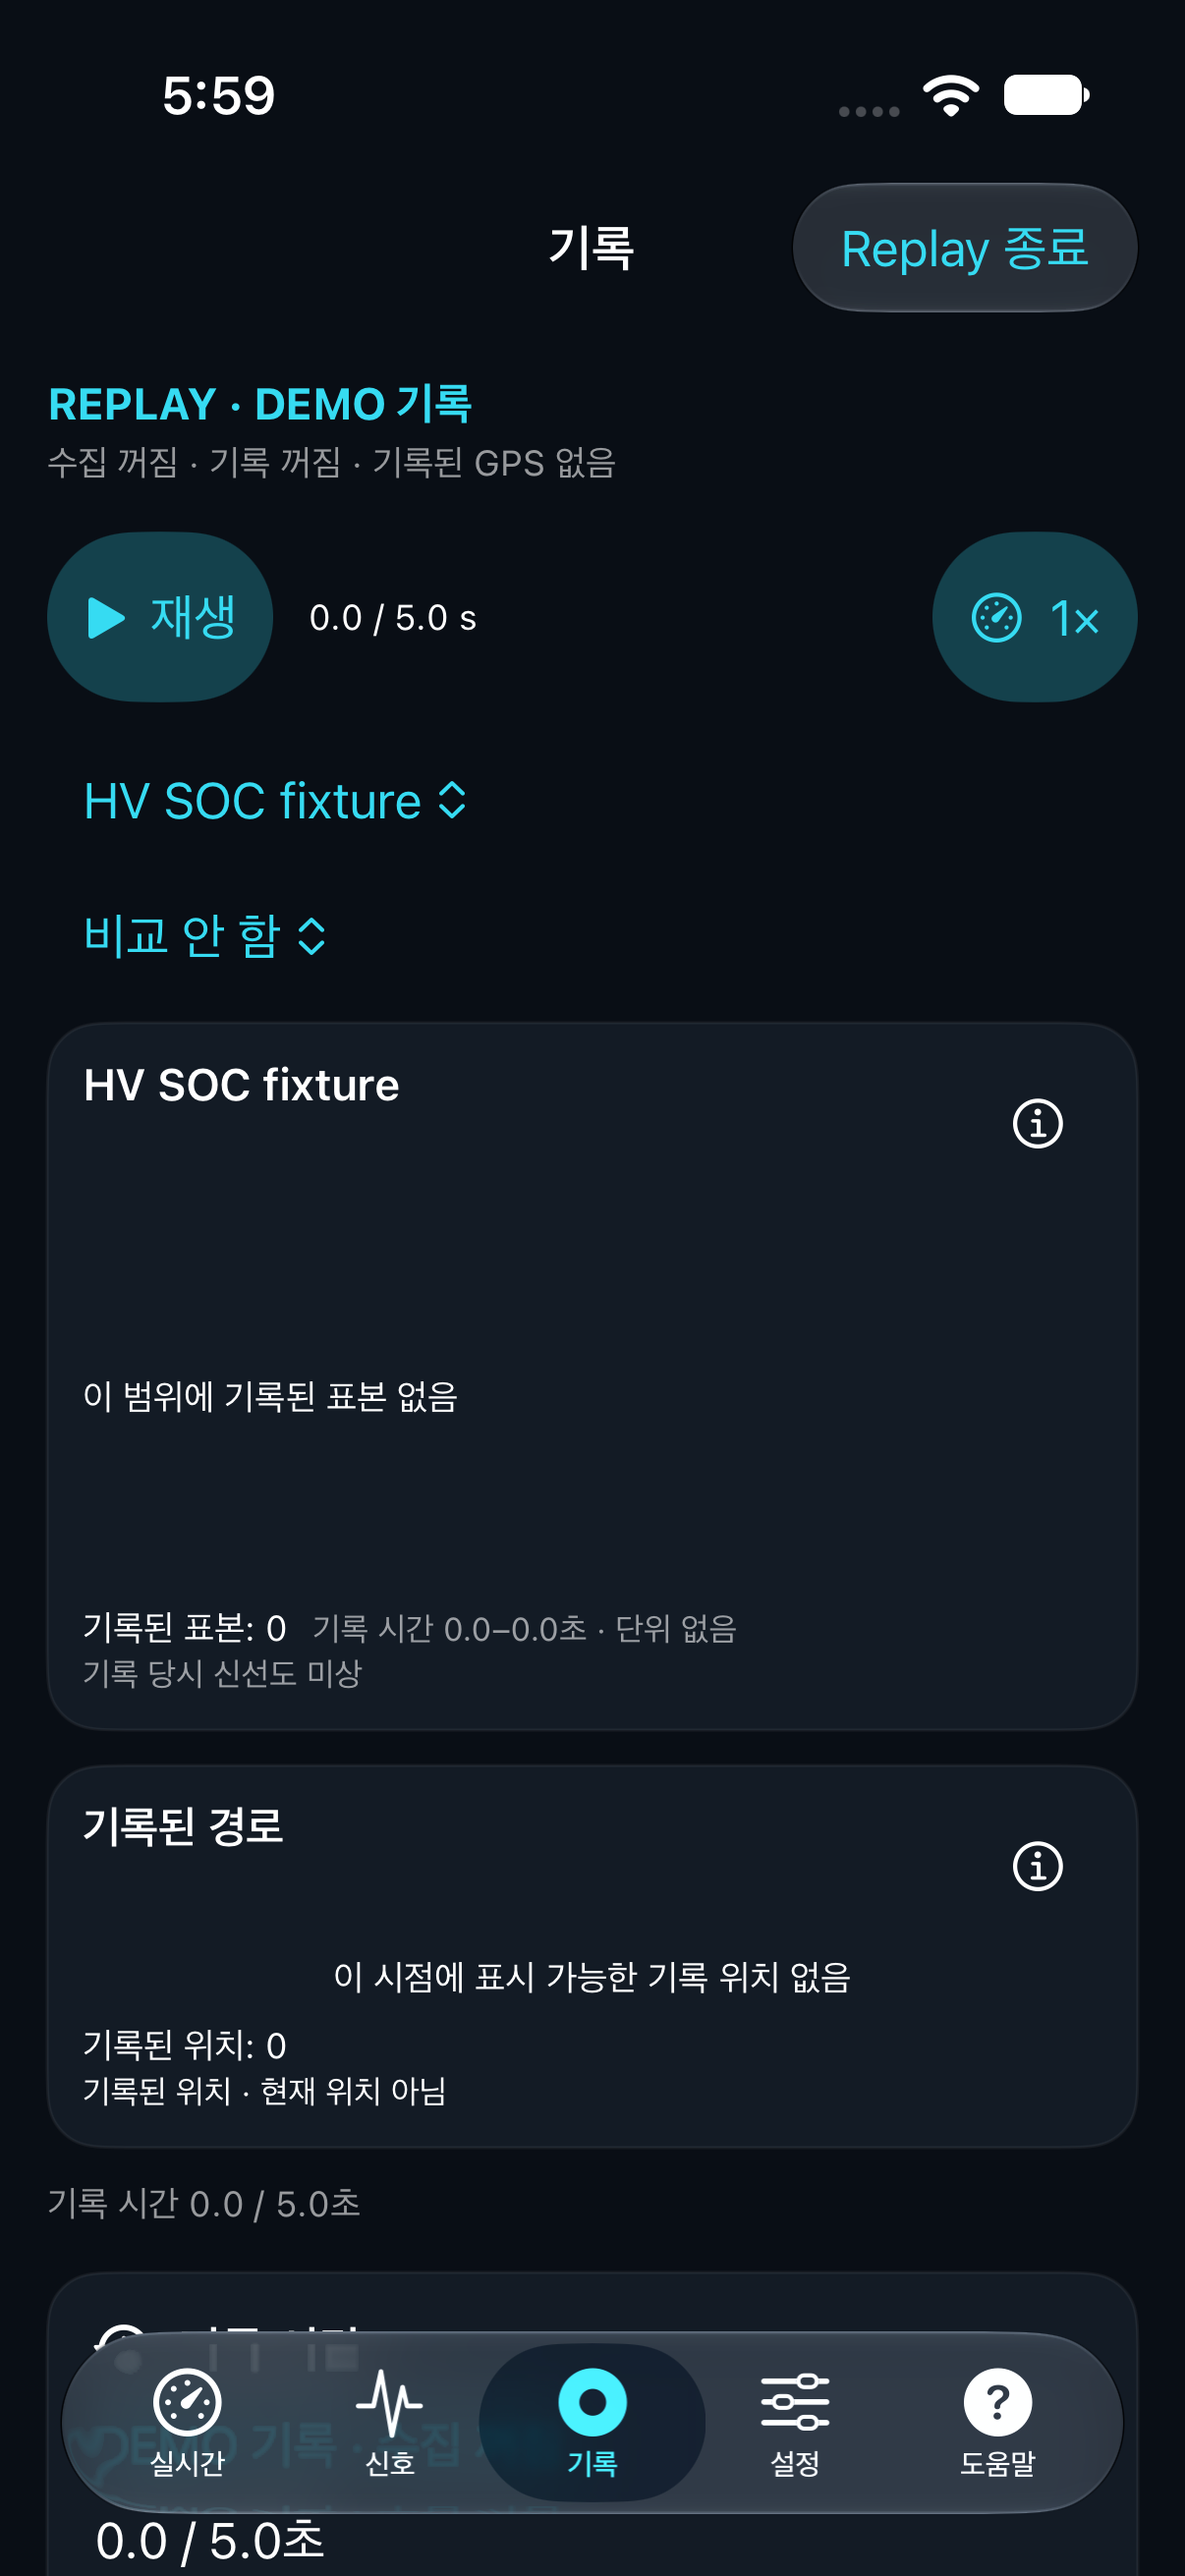 5:59
기록
Replay 종료
REPLAY · DEMO 기록
수집 꺼짐 · 기록 꺼짐 · 기록된 GPS 없음
재생
0.0 / 5.0 s
1×
HV SOC fixture
비교 안 함
HV SOC fixture
이 범위에 기록된 표본 없음
기록된 표본: 0 기록 시간 0.0–0.0초 · 단위 없음
기록 당시 신선도 미상
기록된 경로
이 시점에 표시 가능한 기록 위치 없음
기록된 위치: 0
기록된 위치 · 현재 위치 아님
기록 시간 0.0 / 5.0초
DEMO 기록 · 수집
실시간
신호
기록
설정
도움말
0.0 / 5.0초